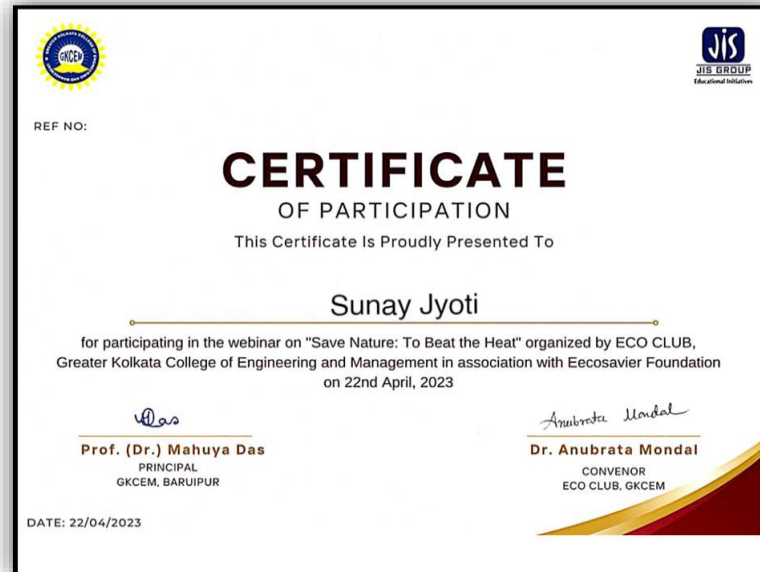 GKCEM
JIS
JIS GROUP
Educational Initiatives
REF NO:
CERTIFICATE
OF PARTICIPATION
This Certificate Is Proudly Presented To
Sunay Jyoti
for participating in the webinar on "Save Nature: To Beat the Heat" organized by ECO CLUB,
Greater Kolkata College of Engineering and Management in association with Eecosavier Foundation
on 22nd April, 2023
Das
Anubrata Mondal
Prof. (Dr.) Mahuya Das
Dr. Anubrata Mondal
PRINCIPAL
CONVENOR
GKCEM, BARUIPUR
ECO CLUB, GKCEM
DATE: 22/04/2023